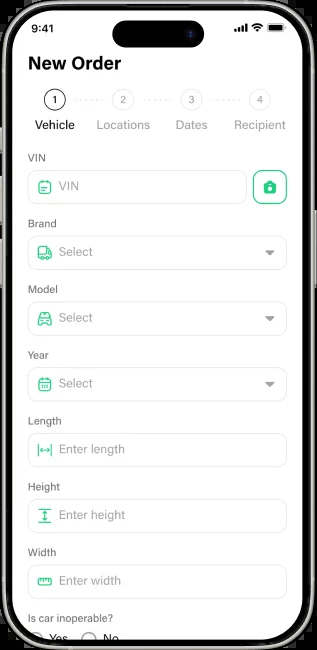 9:41
New Order
1 2 3 4
Vehicle Locations Dates Recipient
VIN
VIN
Brand
Select
Model
Select
Year
Select
Length
Enter length
Height
Enter height
Width
Enter width
Is car inoperable?
Yes No